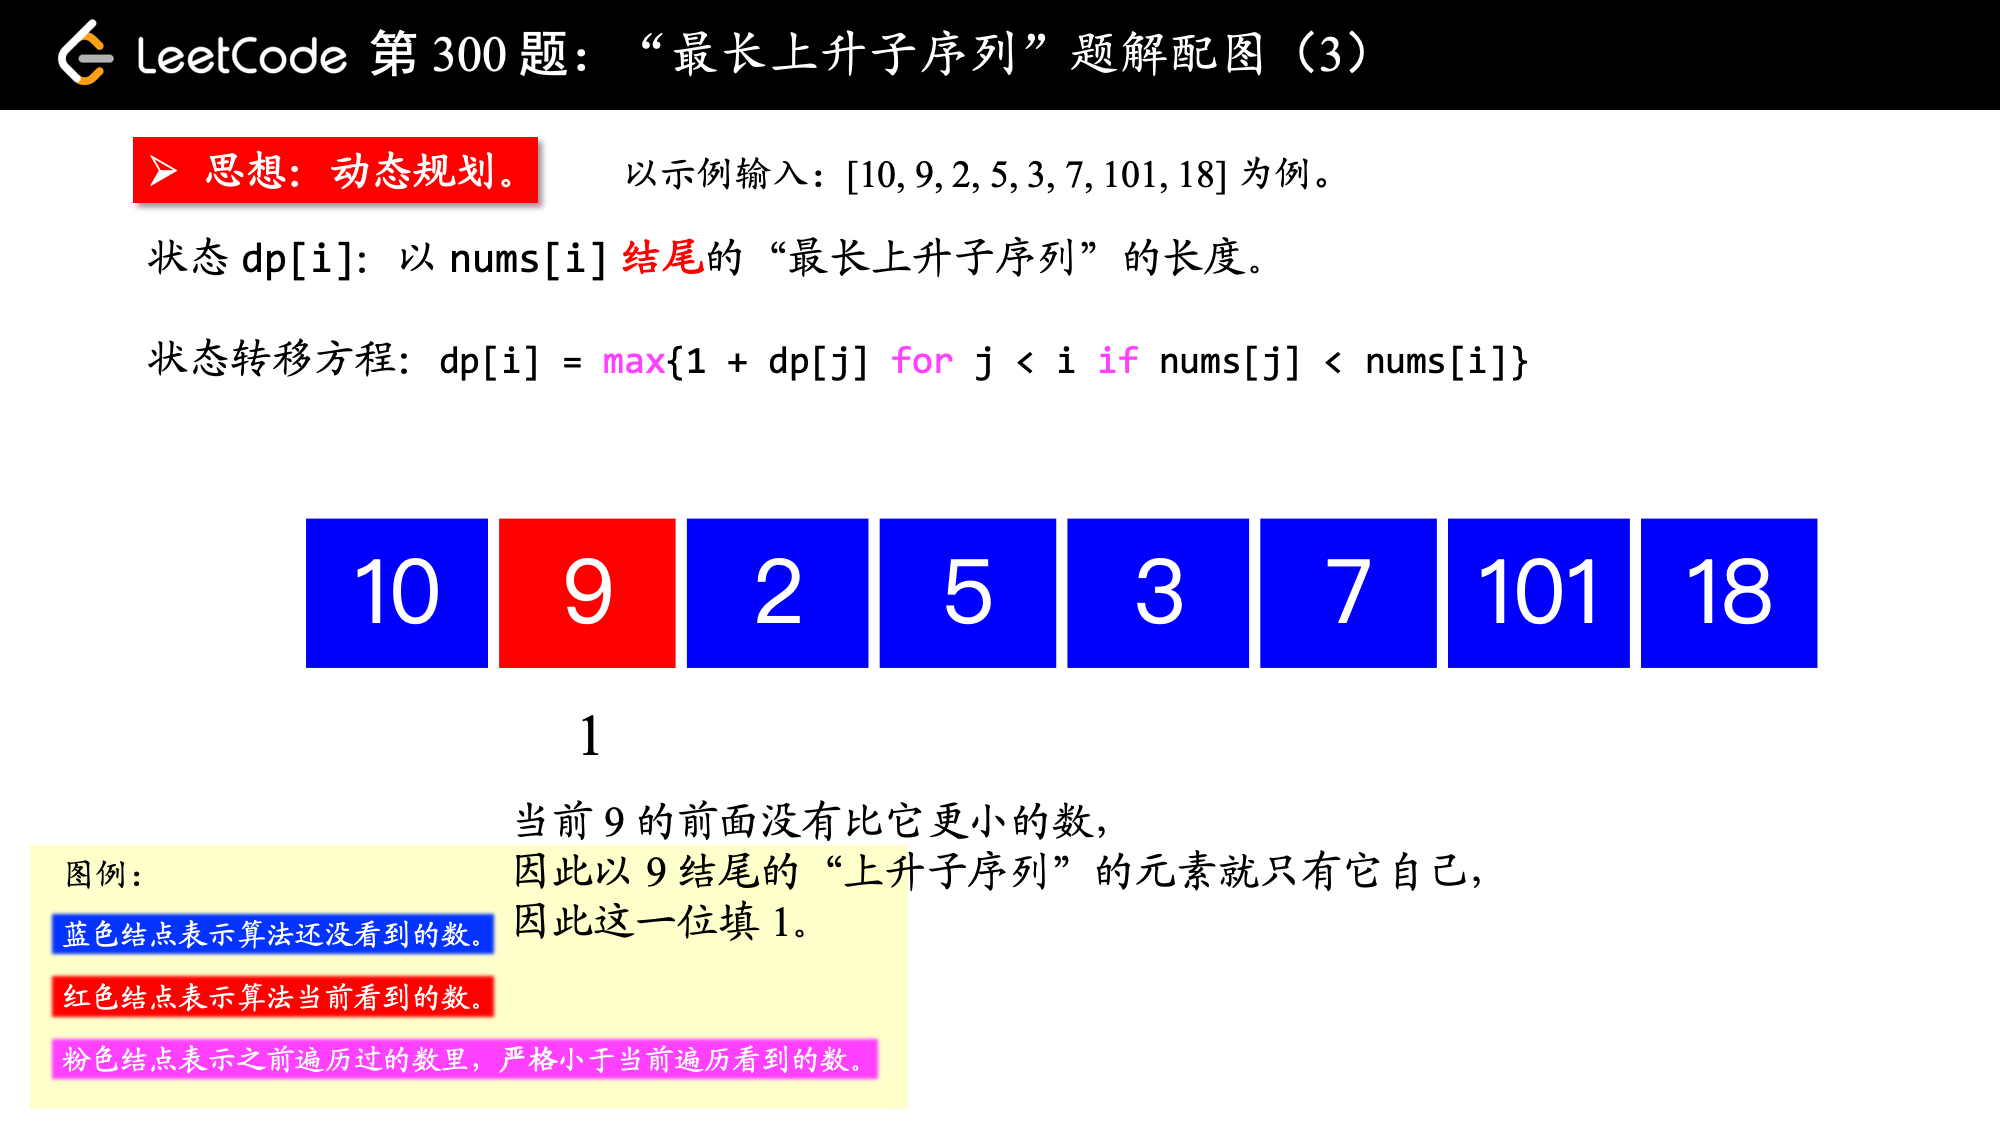 LeetCode 第 300 题：“最长上升子序列”题解配图（3）
➢ 思想：动态规划。
以示例输入：[10, 9, 2, 5, 3, 7, 101, 18] 为例。
状态 dp[i]：以 nums[i] 结尾的“最长上升子序列”的长度。
状态转移方程：dp[i] = max{1 + dp[j] for j < i if nums[j] < nums[i]}
10 9 2 5 3 7 101 18
1
当前 9 的前面没有比它更小的数，
因此以 9 结尾的“上升子序列”的元素就只有它自己，
因此这一位填 1。
图例：
蓝色结点表示算法还没看到的数。
红色结点表示算法当前看到的数。
粉色结点表示之前遍历过的数里，严格小于当前遍历看到的数。